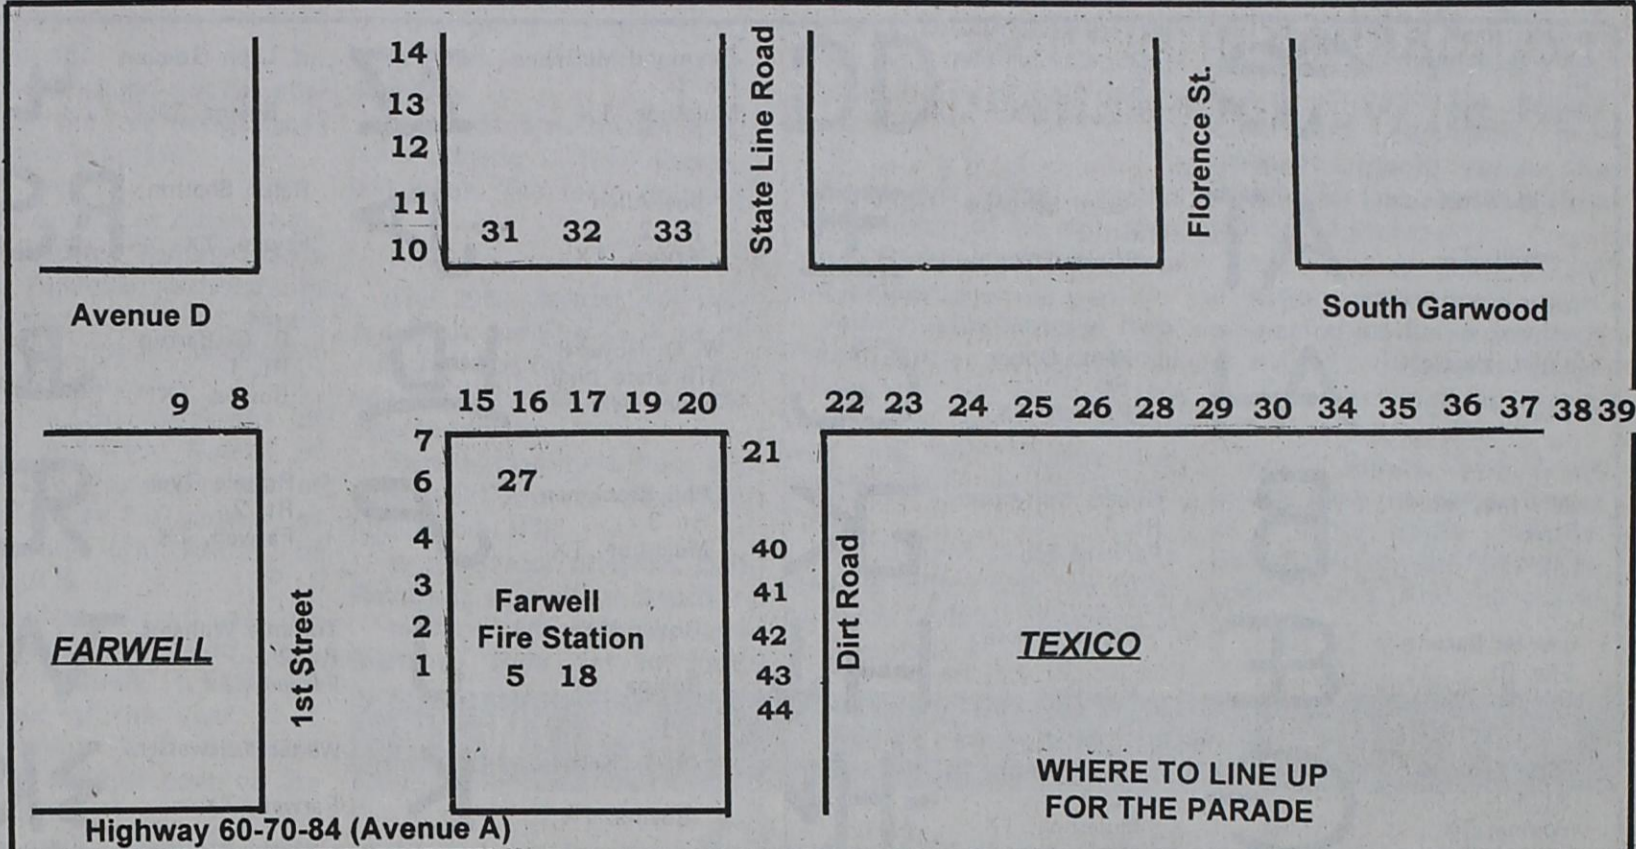 14
13
12
11
10
31 32 33
State Line Road
Florence St.
Avenue D
South Garwood
9 8
15 16 17 19 20
22 23 24 25 26 28 29 30 34 35 36 37 38 39
7
6
4
3
2
1
27
21
Farwell
Fire Station
5 18
40
41
42
43
44
FARWELL
1st Street
Dirt Road
TEXICO
WHERE TO LINE UP
FOR THE PARADE
Highway 60-70-84 (Avenue A)